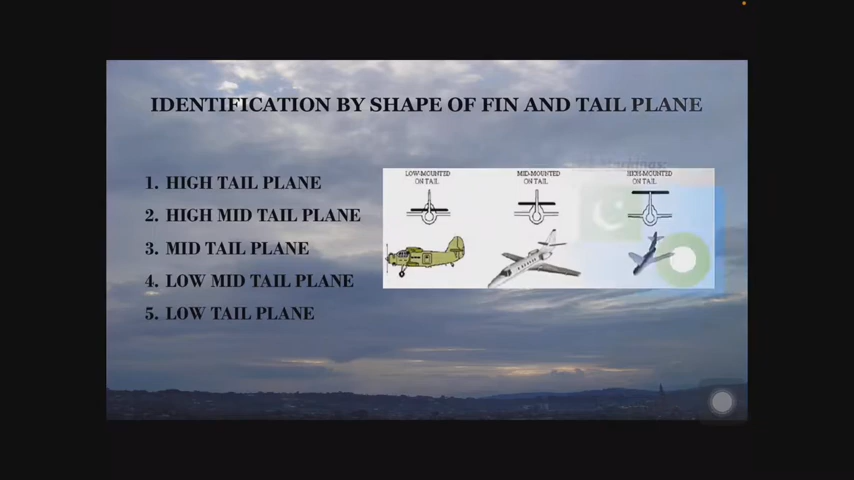 IDENTIFICATION BY SHAPE OF FIN AND TAIL PLANE
1. HIGH TAIL PLANE
2. HIGH MID TAIL PLANE
3. MID TAIL PLANE
4. LOW MID TAIL PLANE
5. LOW TAIL PLANE
LOW-MOUNTED
ON TAIL
MID-MOUNTED
ON TAIL
HIGH-MOUNTED
ON TAIL